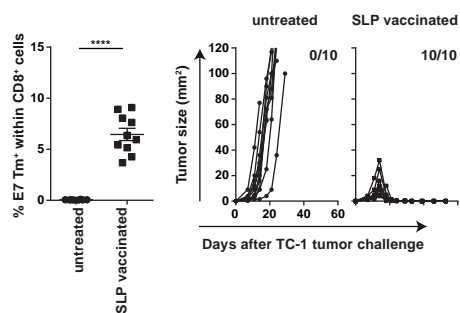 % E7 Tm⁺ within CD8⁺ cells
15
10
5
0
****
untreated
SLP vaccinated
untreated
SLP vaccinated
0/10
10/10
Tumor size (mm²)
120
100
80
60
40
20
0
0 20 40 60
Days after TC-1 tumor challenge